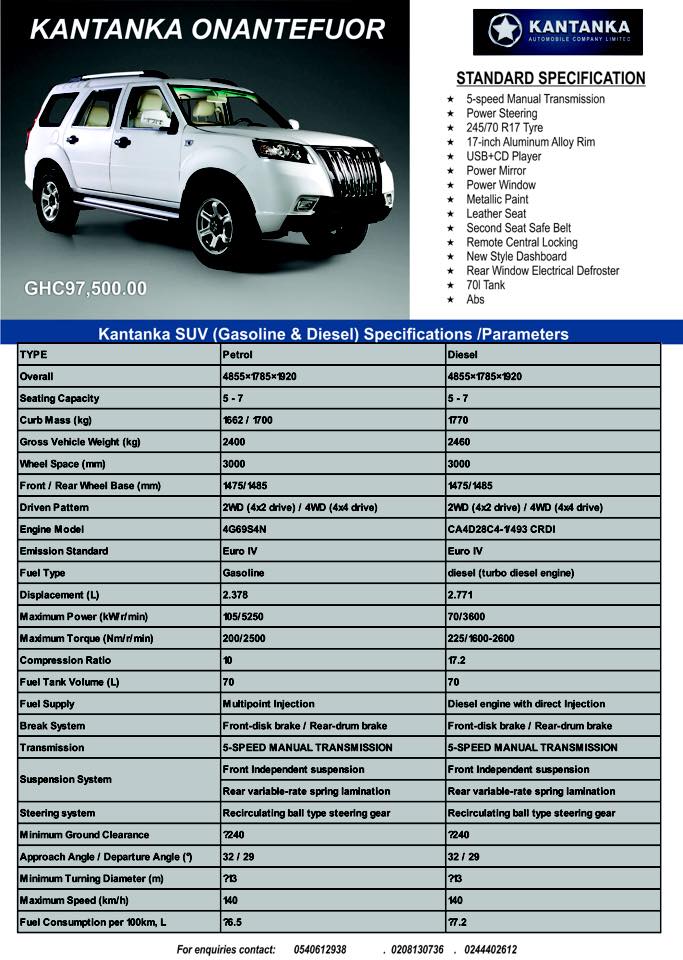 KANTANKA ONANTEFUOR
KANTANKA
AUTOMOBILE COMPANY LIMITED
STANDARD SPECIFICATION
★ 5-speed Manual Transmission
★ Power Steering
★ 245/70 R17 Tyre
★ 17-inch Aluminum Alloy Rim
★ USB+CD Player
★ Power Mirror
★ Power Window
★ Metallic Paint
★ Leather Seat
★ Second Seat Safe Belt
★ Remote Central Locking
★ New Style Dashboard
★ Rear Window Electrical Defroster
★ 70l Tank
★ Abs
GHC97,500.00
Kantanka SUV (Gasoline & Diesel) Specifications /Parameters
TYPE Petrol Diesel
Overall 4855×1785×1920 4855×1785×1920
Seating Capacity 5 - 7 5 - 7
Curb Mass (kg) 1662 / 1700 1770
Gross Vehicle Weight (kg) 2400 2460
Wheel Space (mm) 3000 3000
Front / Rear Wheel Base (mm) 1475/1485 1475/1485
Driven Pattern 2WD (4x2 drive) / 4WD (4x4 drive) 2WD (4x2 drive) / 4WD (4x4 drive)
Engine Model 4G69S4N CA4D28C4-1/493 CRDI
Emission Standard Euro IV Euro IV
Fuel Type Gasoline diesel (turbo diesel engine)
Displacement (L) 2.378 2.771
Maximum Power (kW/r/min) 105/5250 70/3600
Maximum Torque (Nm/r/min) 200/2500 225/1600-2600
Compression Ratio 10 17.2
Fuel Tank Volume (L) 70 70
Fuel Supply Multipoint Injection Diesel engine with direct Injection
Break System Front-disk brake / Rear-drum brake Front-disk brake / Rear-drum brake
Transmission 5-SPEED MANUAL TRANSMISSION 5-SPEED MANUAL TRANSMISSION
Suspension System Front Independent suspension Front Independent suspension
Rear variable-rate spring lamination Rear variable-rate spring lamination
Steering system Recirculating ball type steering gear Recirculating ball type steering gear
Minimum Ground Clearance ?240 ?240
Approach Angle / Departure Angle (°) 32 / 29 32 / 29
Minimum Turning Diameter (m) ?13 ?13
Maximum Speed (km/h) 140 140
Fuel Consumption per 100km, L ?6.5 ?7.2
For enquiries contact: 0540612938 . 0208130736 . 0244402612